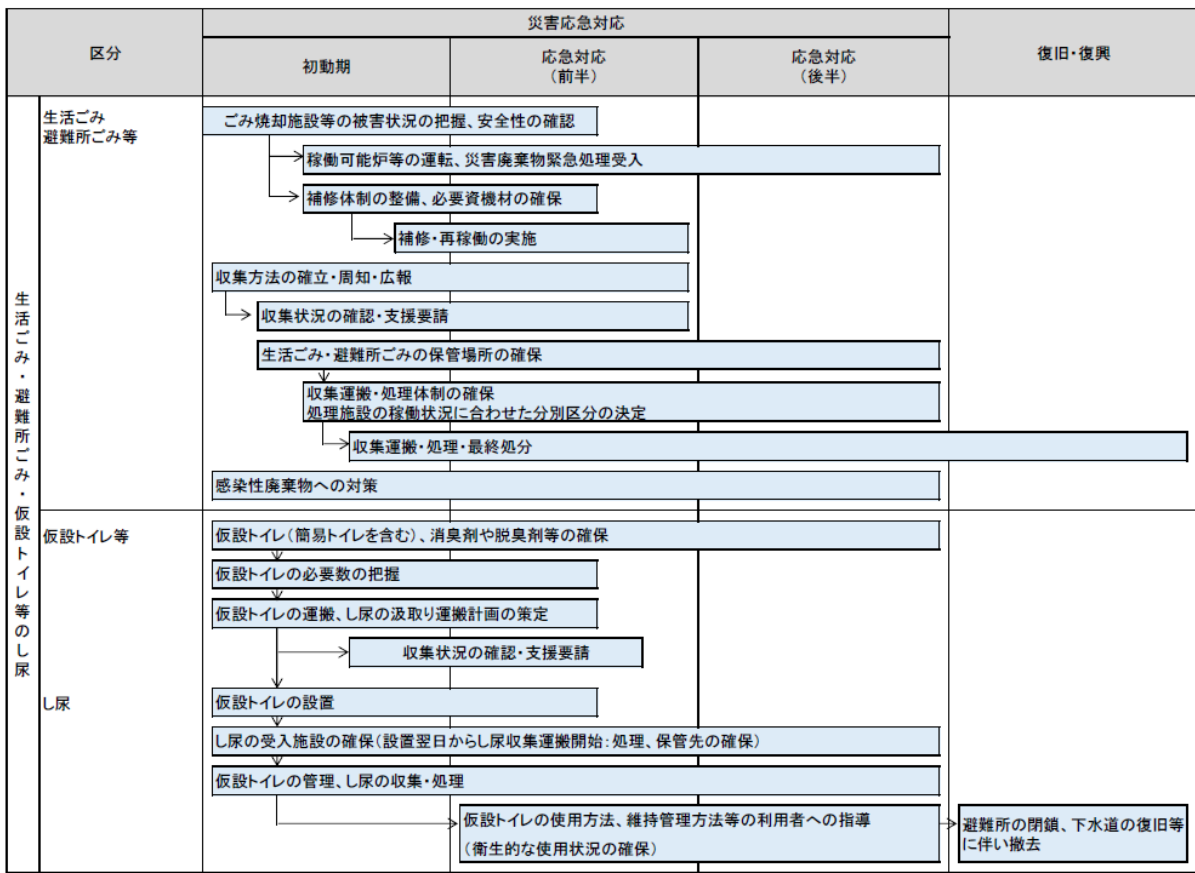 区分
災害応急対応
復旧・復興
初動期
応急対応
(前半)
応急対応
(後半)
生活ごみ・避難所ごみ・仮設トイレ等のし尿
生活ごみ
避難所ごみ等
ごみ焼却施設等の被害状況の把握、安全性の確認
稼働可能炉等の運転、災害廃棄物緊急処理受入
補修体制の整備、必要資機材の確保
補修・再稼働の実施
収集方法の確立・周知・広報
収集状況の確認・支援要請
生活ごみ・避難所ごみの保管場所の確保
収集運搬・処理体制の確保
処理施設の稼働状況に合わせた分別区分の決定
収集運搬・処理・最終処分
感染性廃棄物への対策
仮設トイレ等
仮設トイレ(簡易トイレを含む)、消臭剤や脱臭剤等の確保
仮設トイレの必要数の把握
仮設トイレの運搬、し尿の汲取り運搬計画の策定
収集状況の確認・支援要請
し尿
仮設トイレの設置
し尿の受入施設の確保(設置翌日からし尿収集運搬開始:処理、保管先の確保)
仮設トイレの管理、し尿の収集・処理
仮設トイレの使用方法、維持管理方法等の利用者への指導
(衛生的な使用状況の確保)
避難所の閉鎖、下水道の復旧等
に伴い撤去